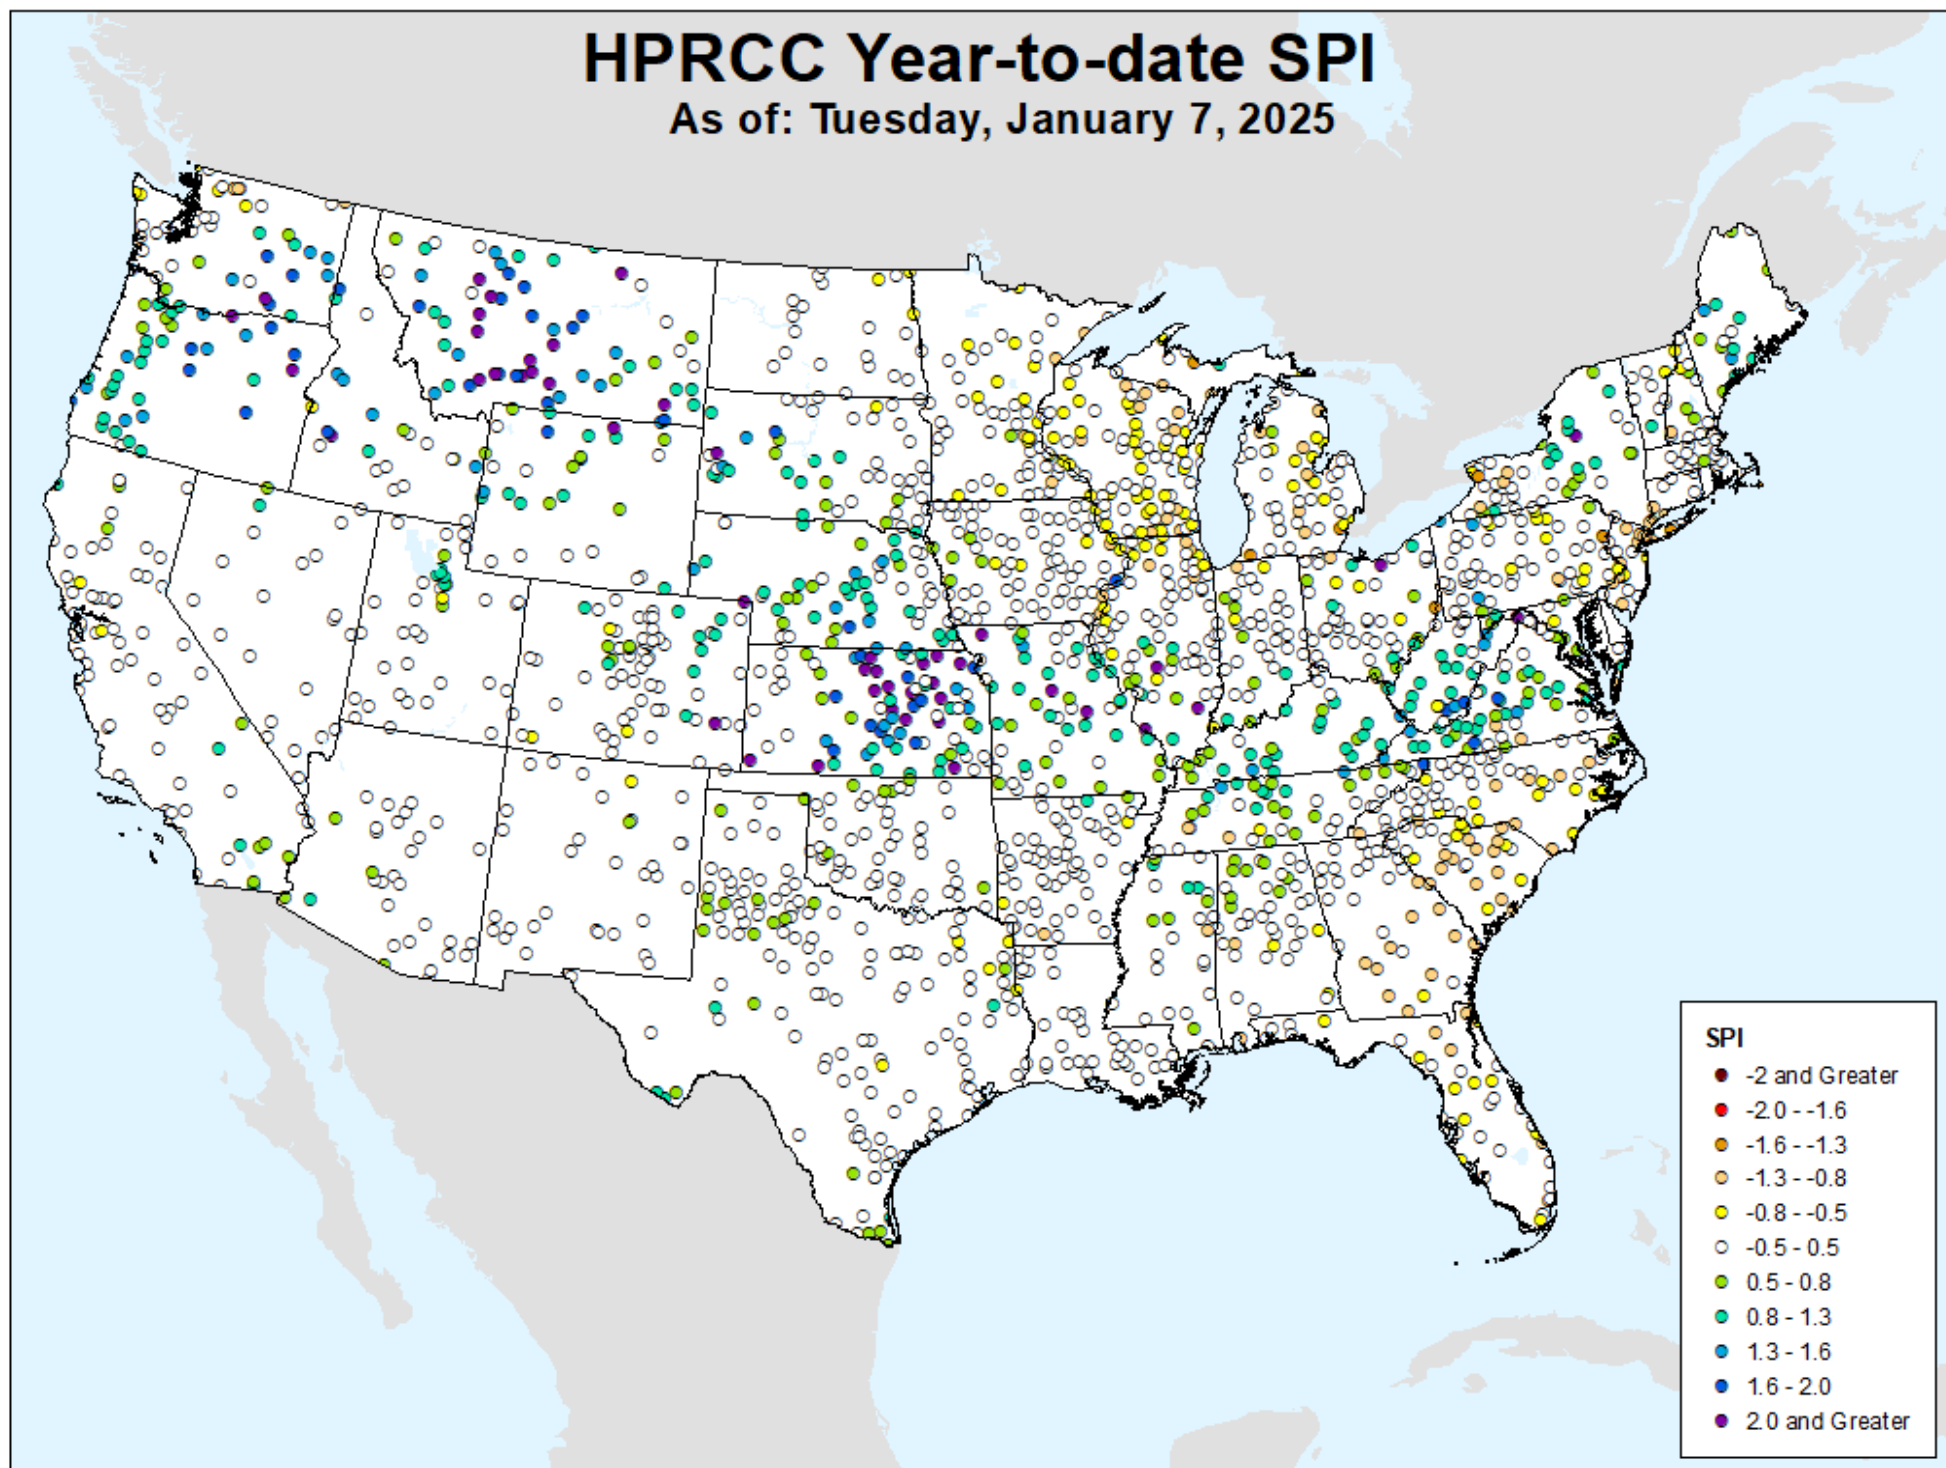 HPRCC Year-to-date SPI
As of: Tuesday, January 7, 2025
SPI
-2 and Greater
-2.0 - -1.6
-1.6 - -1.3
-1.3 - -0.8
-0.8 - -0.5
-0.5 - 0.5
0.5 - 0.8
0.8 - 1.3
1.3 - 1.6
1.6 - 2.0
2.0 and Greater